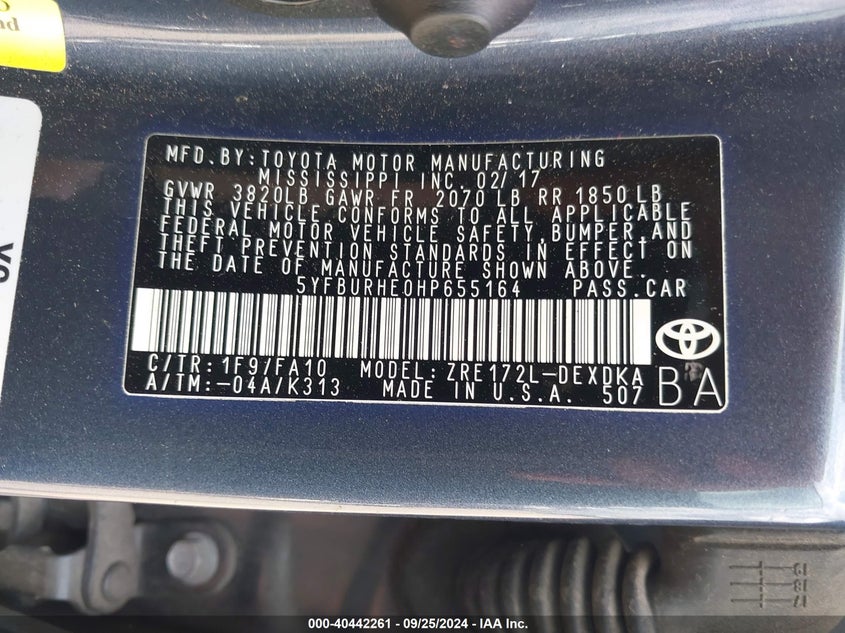 MFD.BY:TOYOTA MOTOR MANUFACTURING
MISSISSIPPI INC. 02/17
GVWR 3820LB GAWR FR 2070 LB RR 1850 LB
THIS VEHICLE CONFORMS TO ALL APPLICABLE
FEDERAL MOTOR VEHICLE SAFETY,BUMPER,AND
THEFT PREVENTION STANDARDS IN EFFECT ON
THE DATE OF MANUFACTURE SHOWN ABOVE.
5YFBURHE0HP655164 PASS.CAR
C/TR:1F9/FA10 MODEL:ZRE172L-DEXDKA
A/TM:-04A/K313 MADE IN U.S.A. 507
BA
000-40442261 - 09/25/2024 - IAA Inc.